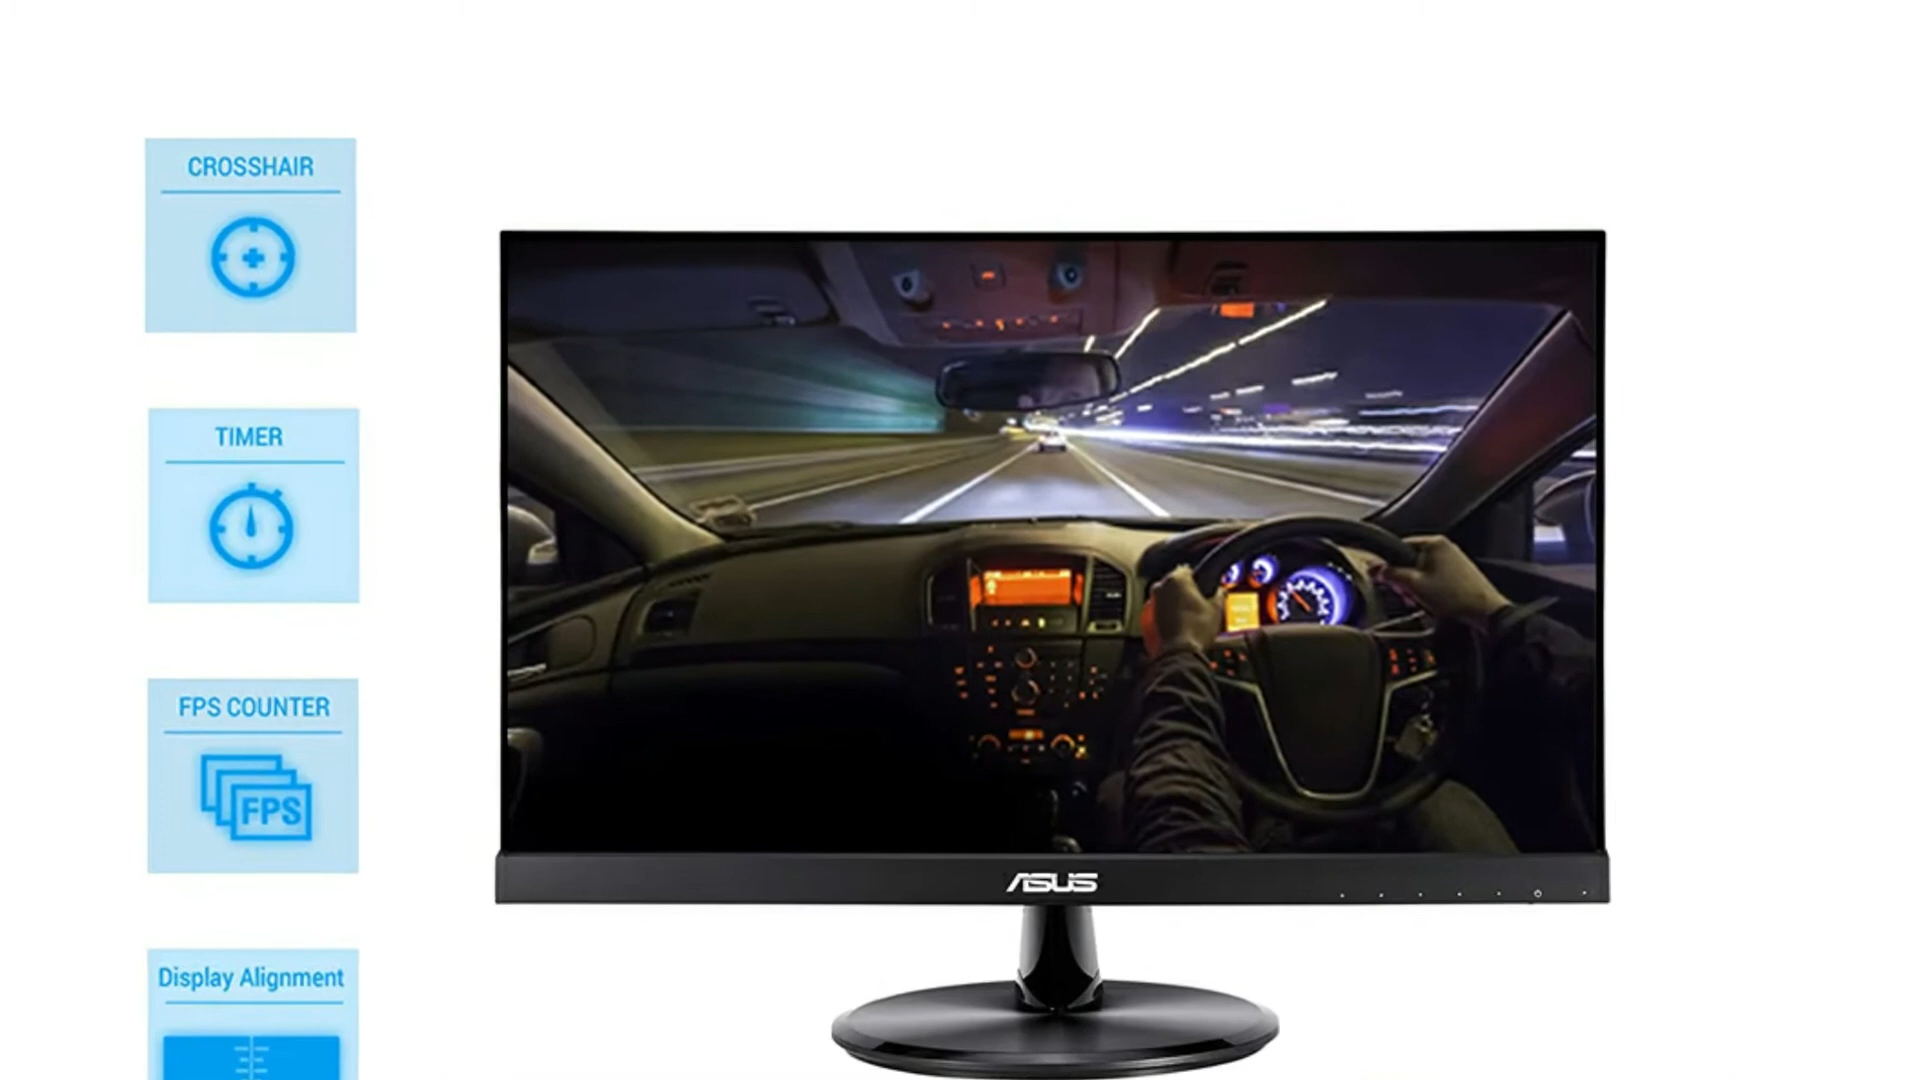 CROSSHAIR
TIMER
FPS COUNTER
FPS
Display Alignment
ASUS